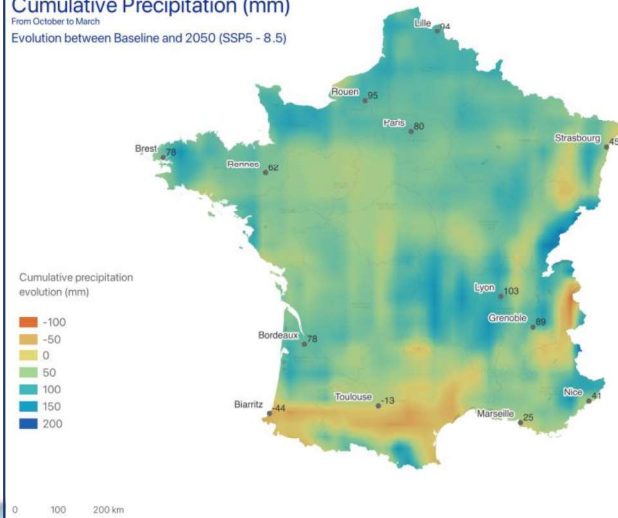 Cumulative Precipitation (mm)
From October to March
Evolution between Baseline and 2050 (SSP5 - 8.5)
Lille 94
Rouen 95
Paris 80
Strasbourg 45
Brest 78
Rennes 62
Cumulative precipitation
evolution (mm)
-100
-50
0
50
100
150
200
Lyon 103
Grenoble 89
Bordeaux 78
Biarritz -44
Toulouse -13
Nice 41
Marseille 25
0 100 200 km